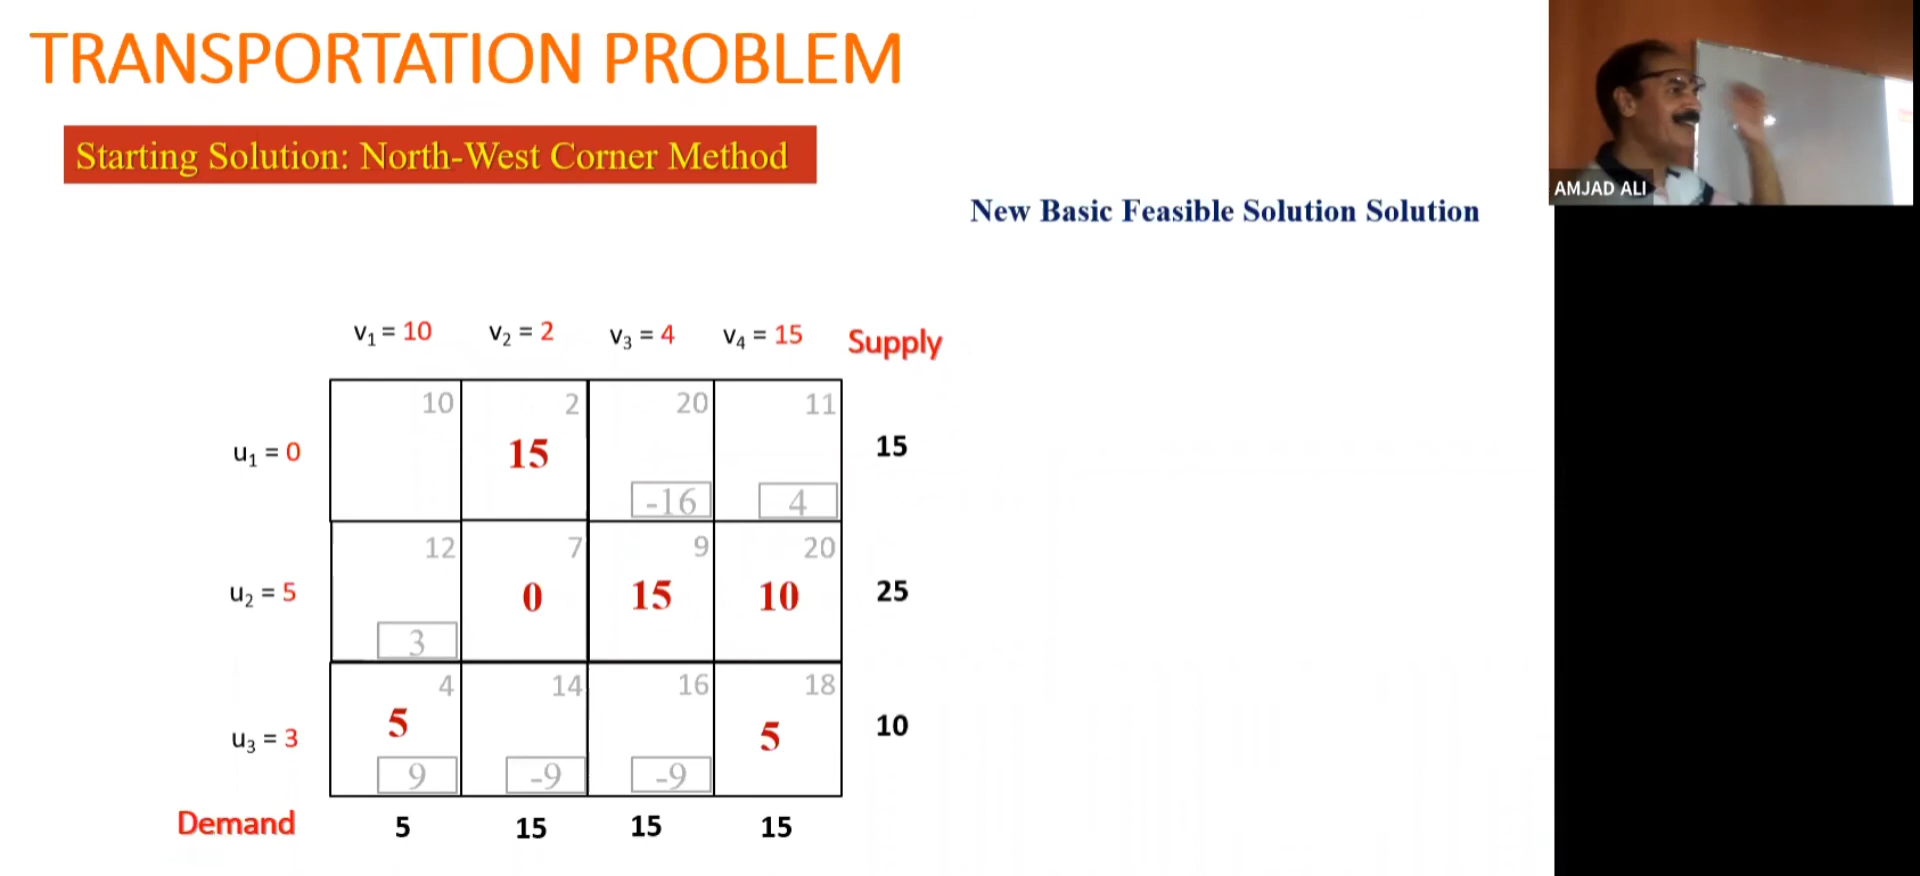 TRANSPORTATION PROBLEM
Starting Solution: North-West Corner Method
AMJAD ALI
New Basic Feasible Solution Solution
v1 = 10 v2 = 2 v3 = 4 v4 = 15 Supply
10 2 20 11
u1 = 0 15 15
-16 4
12 7 9 20
u2 = 5 0 15 10 25
3
4 14 16 18
u3 = 3 5 5 10
9 -9 -9
Demand 5 15 15 15